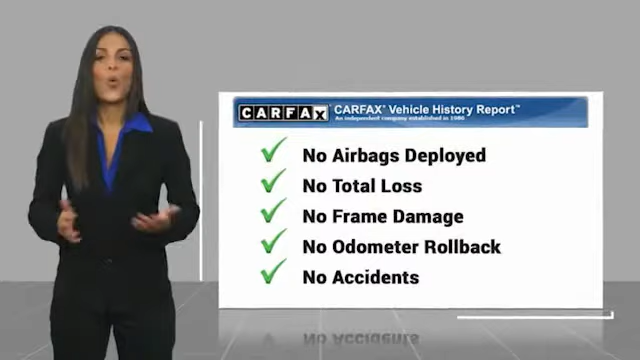 CARFAX CARFAX® Vehicle History Report™
An independent company established in 1986
No Airbags Deployed
No Total Loss
No Frame Damage
No Odometer Rollback
No Accidents